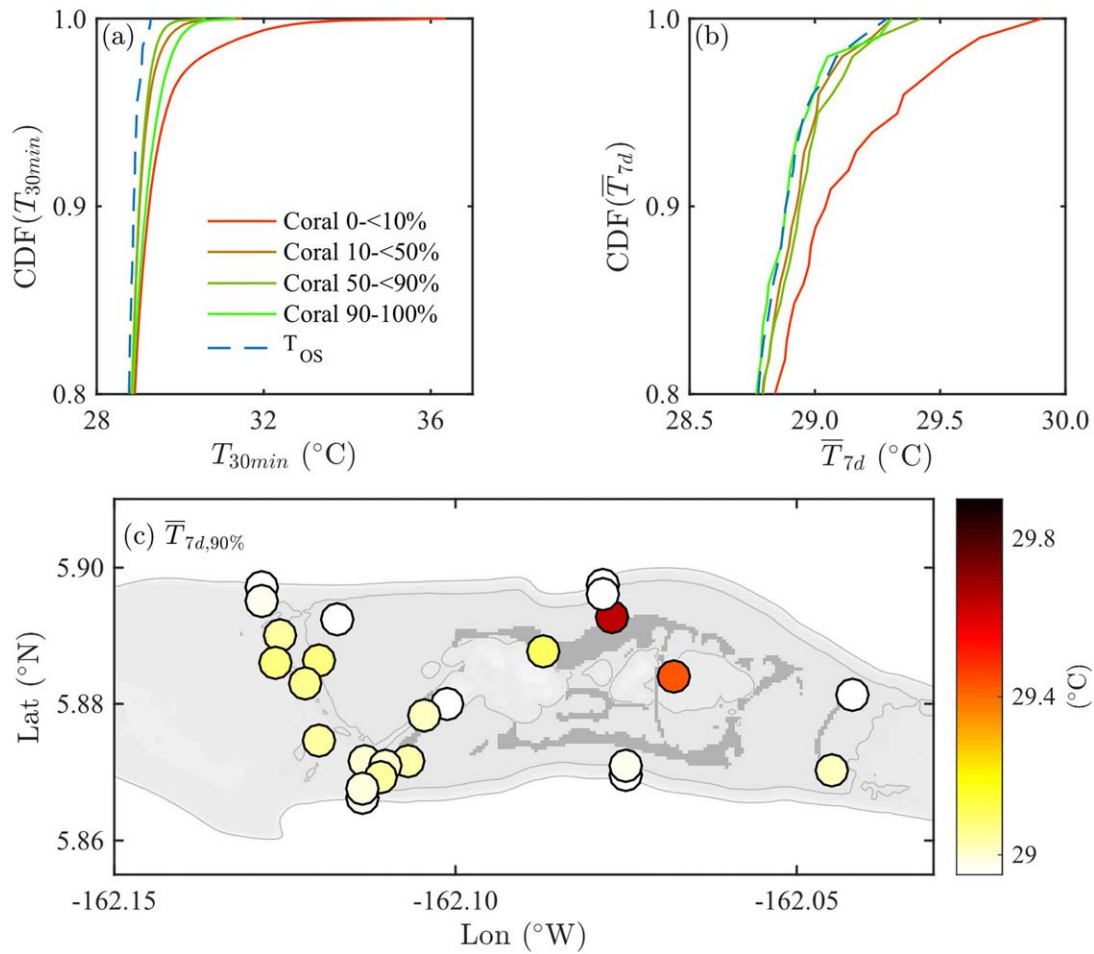 (a)
CDF(T30min)
1.0
0.9
0.8
28
32
36
T30min (°C)
Coral 0-<10%
Coral 10-<50%
Coral 50-<90%
Coral 90-100%
TOS
(b)
CDF(T̅7d)
1.0
0.9
0.8
28.5
29.0
29.5
30.0
T̅7d (°C)
(c) T̅7d,90%
Lat (°N)
5.90
5.88
5.86
-162.15
-162.10
-162.05
Lon (°W)
29.8
29.4
29
(°C)